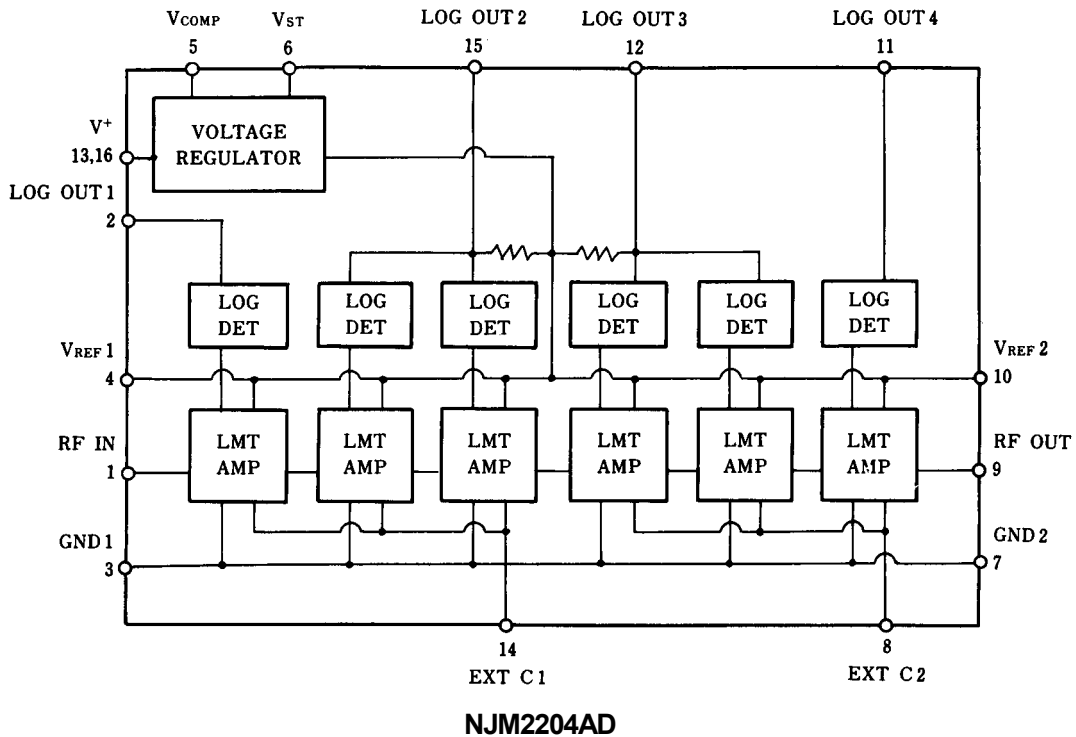 VCOMP VST LOG OUT 2 LOG OUT 3 LOG OUT 4
5 6 15 12 11
V+
13,16
VOLTAGE
REGULATOR
LOG OUT 1
2
LOG LOG LOG LOG LOG LOG
DET DET DET DET DET DET
VREF 1 VREF 2
4 10
RF IN RF OUT
1 9
LMT LMT LMT LMT LMT LMT
AMP AMP AMP AMP AMP AMP
GND 1 GND 2
3 7
14 8
EXT C1 EXT C2
NJM2204AD